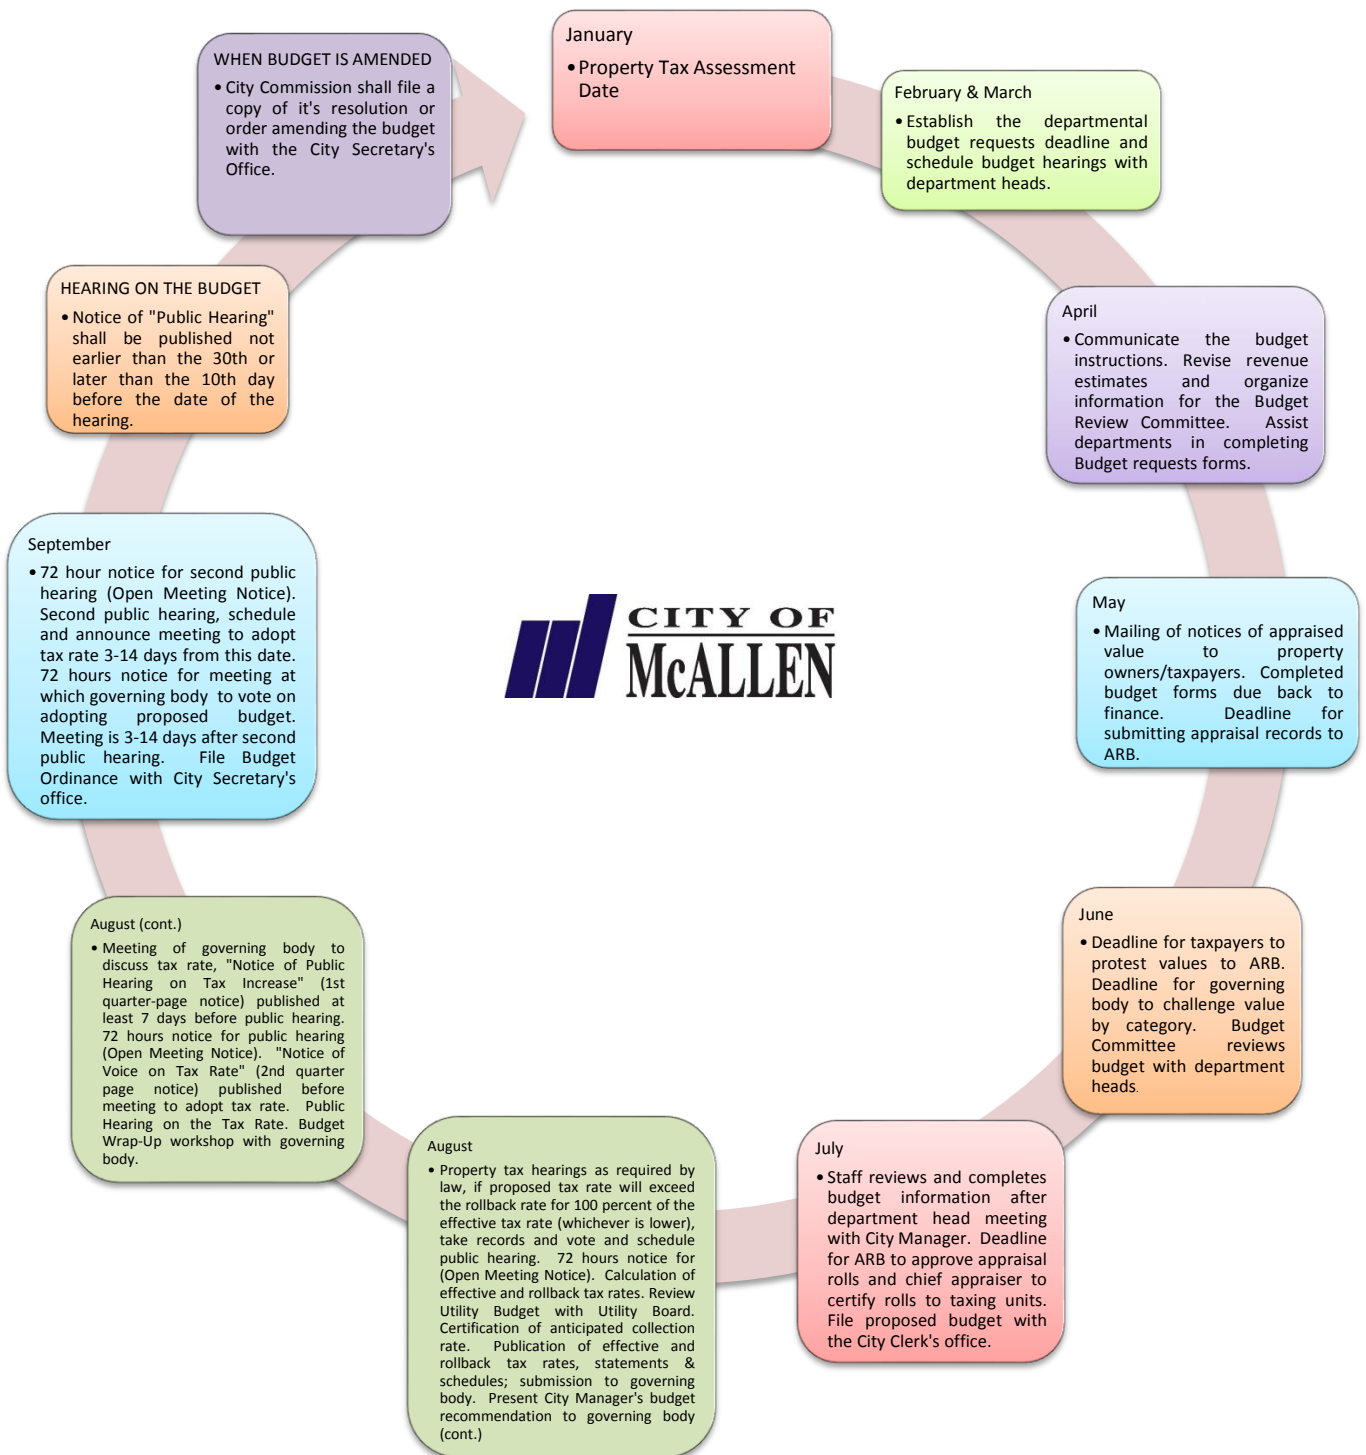 January
• Property Tax Assessment
Date
February & March
• Establish the departmental
budget requests deadline and
schedule budget hearings with
department heads.
April
• Communicate the budget
instructions. Revise revenue
estimates and organize
information for the Budget
Review Committee. Assist
departments in completing
Budget requests forms.
May
• Mailing of notices of appraised
value to property
owners/taxpayers. Completed
budget forms due back to
finance. Deadline for
submitting appraisal records to
ARB.
June
• Deadline for taxpayers to
protest values to ARB.
Deadline for governing
body to challenge value
by category. Budget
Committee reviews
budget with department
heads.
July
• Staff reviews and completes
budget information after
department head meeting
with City Manager. Deadline
for ARB to approve appraisal
rolls and chief appraiser to
certify rolls to taxing units.
File proposed budget with
the City Clerk's office.
August
• Property tax hearings as required by
law, if proposed tax rate will exceed
the rollback rate for 100 percent of the
effective tax rate (whichever is lower),
take records and vote and schedule
public hearing. 72 hours notice for
(Open Meeting Notice). Calculation of
effective and rollback tax rates. Review
Utility Budget with Utility Board.
Certification of anticipated collection
rate. Publication of effective and
rollback tax rates, statements &
schedules; submission to governing
body. Present City Manager's budget
recommendation to governing body
(cont.)
August (cont.)
• Meeting of governing body to
discuss tax rate, "Notice of Public
Hearing on Tax Increase" (1st
quarter-page notice) published at
least 7 days before public hearing.
72 hours notice for public hearing
(Open Meeting Notice). "Notice of
Voice on Tax Rate" (2nd quarter
page notice) published before
meeting to adopt tax rate. Public
Hearing on the Tax Rate. Budget
Wrap-Up workshop with governing
body.
September
• 72 hour notice for second public
hearing (Open Meeting Notice).
Second public hearing, schedule
and announce meeting to adopt
tax rate 3-14 days from this date.
72 hours notice for meeting at
which governing body to vote on
adopting proposed budget.
Meeting is 3-14 days after second
public hearing. File Budget
Ordinance with City Secretary's
office.
HEARING ON THE BUDGET
• Notice of "Public Hearing"
shall be published not
earlier than the 30th or
later than the 10th day
before the date of the
hearing.
WHEN BUDGET IS AMENDED
• City Commission shall file a
copy of it's resolution or
order amending the budget
with the City Secretary's
Office.
CITY OF
McALLEN